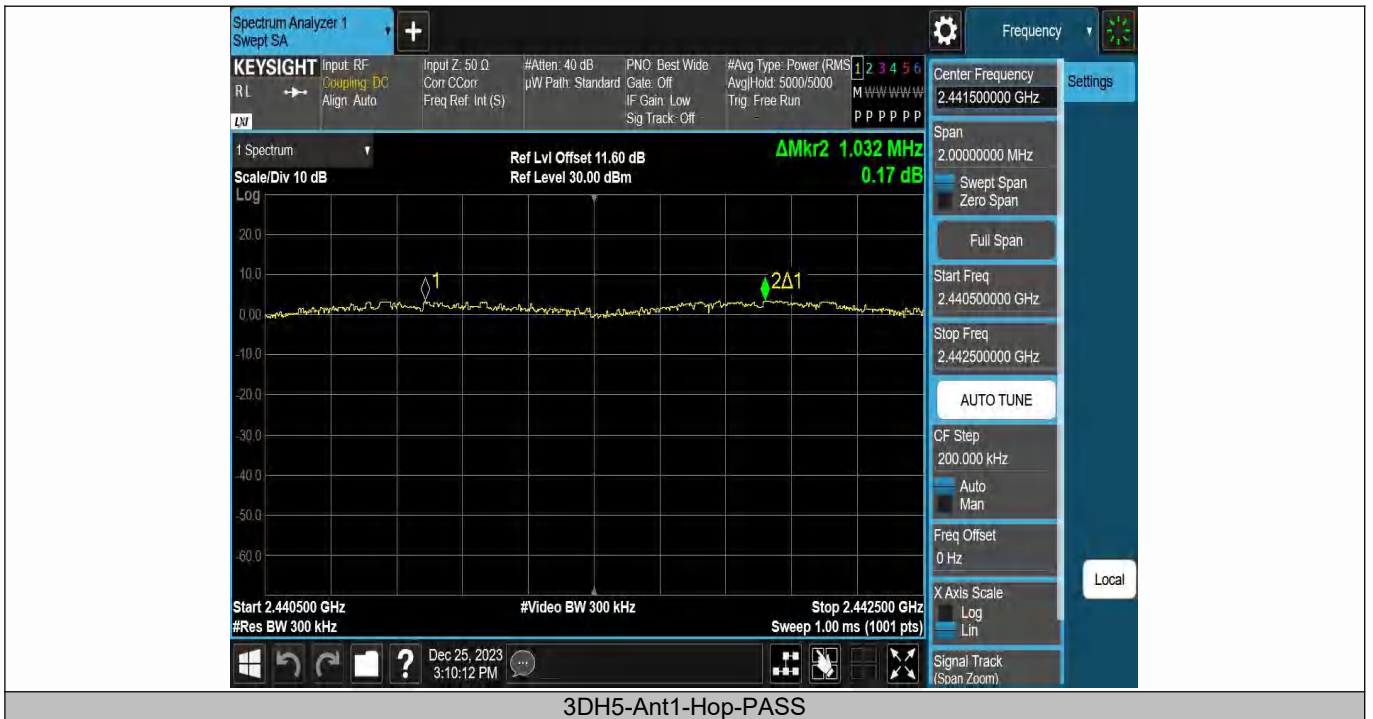 Spectrum Analyzer 1
Swept SA
+
Frequency
KEYSIGHT
RL
LXI
Input: RF
Coupling: DC
Align: Auto
Input Z: 50 Ω
Corr CCorr
Freq Ref: Int (S)
#Atten: 40 dB
µW Path: Standard
PNO: Best Wide
Gate: Off
IF Gain: Low
Sig Track: Off
#Avg Type: Power (RMS
Avg|Hold: 5000/5000
Trig: Free Run
1 2 3 4 5 6
M W W W W W
P P P P P P
Center Frequency
2.441500000 GHz
Settings
1 Spectrum
Scale/Div 10 dB
Ref Lvl Offset 11.60 dB
Ref Level 30.00 dBm
ΔMkr2 1.032 MHz
0.17 dB
Log
20.0
10.0
0.00
-10.0
-20.0
-30.0
-40.0
-50.0
-60.0
1
2Δ1
Start 2.440500 GHz
#Res BW 300 kHz
#Video BW 300 kHz
Stop 2.442500 GHz
Sweep 1.00 ms (1001 pts)
Span
2.00000000 MHz
Swept Span
Zero Span
Full Span
Start Freq
2.440500000 GHz
Stop Freq
2.442500000 GHz
AUTO TUNE
CF Step
200.000 kHz
Auto
Man
Freq Offset
0 Hz
X Axis Scale
Log
Lin
Signal Track
(Span Zoom)
Local
?
Dec 25, 2023
3:10:12 PM
3DH5-Ant1-Hop-PASS